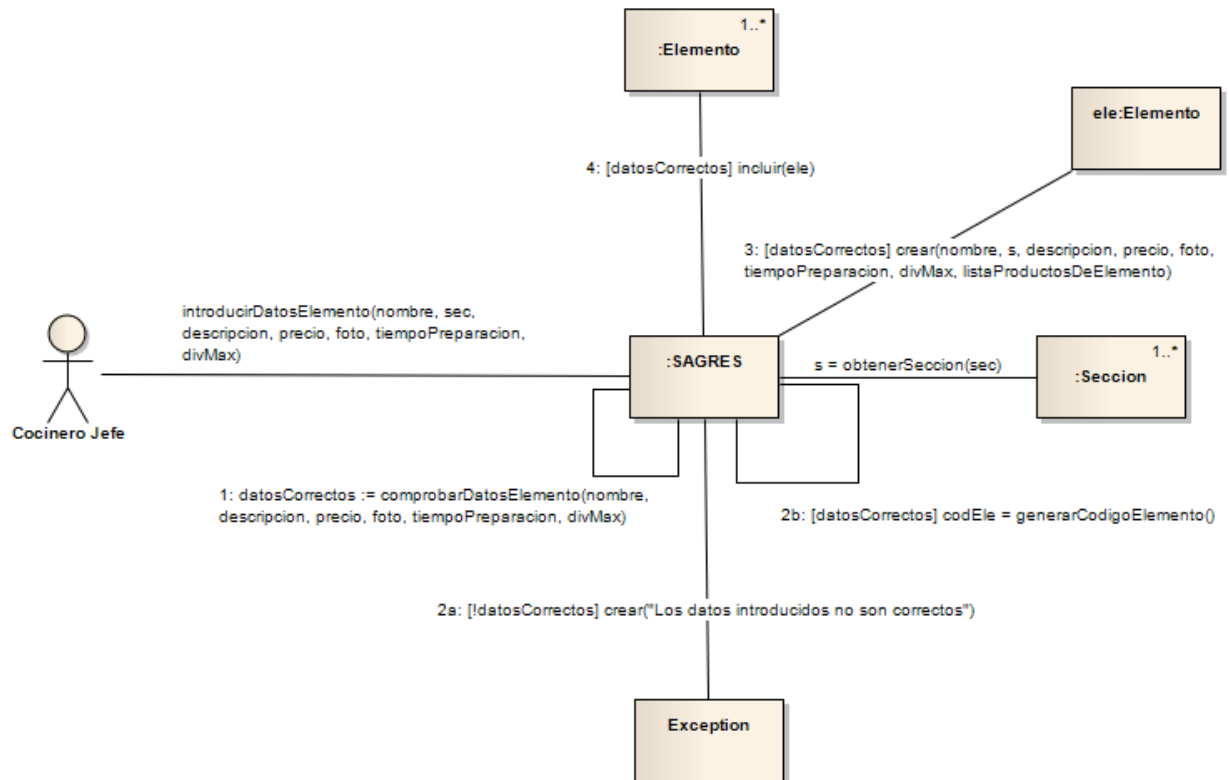 1..*
:Elemento
ele:Elemento
4: [datosCorrectos] incluir(ele)
3: [datosCorrectos] crear(nombre, s, descripcion, precio, foto,
tiempoPreparacion, divMax, listaProductosDeElemento)
introducirDatosElemento(nombre, sec,
descripcion, precio, foto, tiempoPreparacion,
divMax)
:SAGRES
s = obtenerSeccion(sec)
1..*
:Seccion
Cocinero Jefe
1: datosCorrectos := comprobarDatosElemento(nombre,
descripcion, precio, foto, tiempoPreparacion, divMax)
2b: [datosCorrectos] codEle = generarCodigoElemento()
2a: [!datosCorrectos] crear("Los datos introducidos no son correctos")
Exception